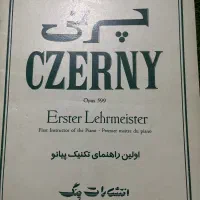 چرنی
CZERNY
Opus 599
Erster Lehrmeister
First Instructor of the Piano - Premier maître du piano
اولین راهنمای تکنیک پیانو
انتشارات چنگ